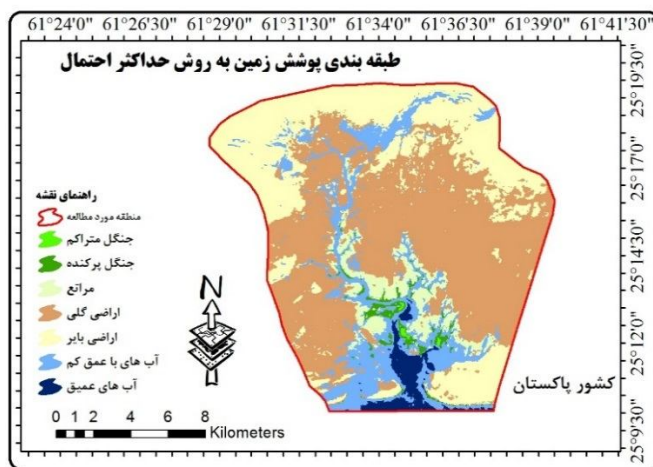 61°24'0" 61°26'30" 61°29'0" 61°31'30" 61°34'0" 61°36'30" 61°39'0" 61°41'30"
طبقه بندی پوشش زمین به روش حداکثر احتمال
25°19'30"
25°17'0"
25°14'30"
25°12'0"
25°9'30"
راهنمای نقشه
منطقه مورد مطالعه
جنگل متراکم
جنگل پرکنده
مراتع
اراضی گلی
اراضی بایر
آب های با عمق کم
آب های عمیق
N
کشور پاکستان
0 1 2 4 6 8
Kilometers